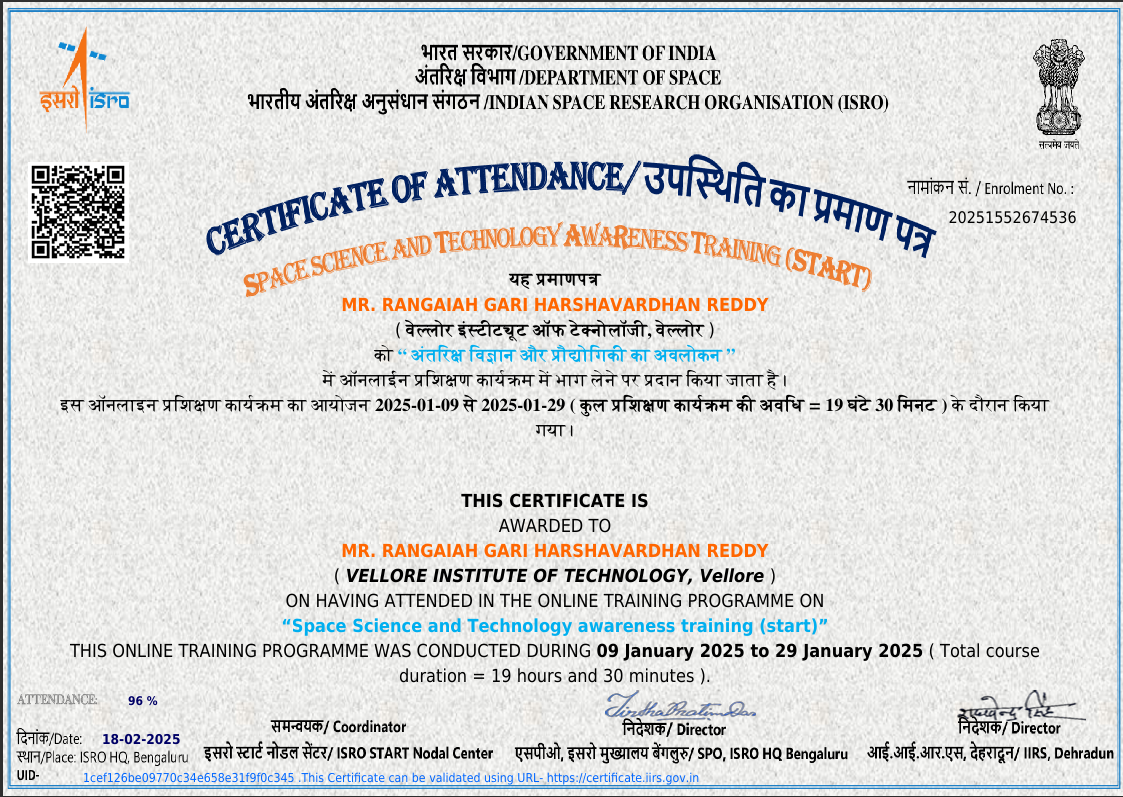 भारत सरकार/GOVERNMENT OF INDIA
अंतरिक्ष विभाग /DEPARTMENT OF SPACE
भारतीय अंतरिक्ष अनुसंधान संगठन /INDIAN SPACE RESEARCH ORGANISATION (ISRO)
इसरो isro
सत्यमेव जयते
CERTIFICATE OF ATTENDANCE/ उपस्थिति का प्रमाण पत्र
नामांकन सं. / Enrolment No. :
20251552674536
SPACE SCIENCE AND TECHNOLOGY AWARENESS TRAINING (START)
यह प्रमाणपत्र
MR. RANGAIAH GARI HARSHAVARDHAN REDDY
( वेल्लोर इंस्टीटच्यूट ऑफ टेक्नोलॉजी, वेल्लोर )
को “ अंतरिक्ष विज्ञान और प्रौद्योगिकी का अवलोकन ”
में ऑनलाईन प्रशिक्षण कार्यक्रम में भाग लेने पर प्रदान किया जाता है।
इस ऑनलाइन प्रशिक्षण कार्यक्रम का आयोजन 2025-01-09 से 2025-01-29 ( कुल प्रशिक्षण कार्यक्रम की अवधि = 19 घंटे 30 मिनट ) के दौरान किया
गया।
THIS CERTIFICATE IS
AWARDED TO
MR. RANGAIAH GARI HARSHAVARDHAN REDDY
( VELLORE INSTITUTE OF TECHNOLOGY, Vellore )
ON HAVING ATTENDED IN THE ONLINE TRAINING PROGRAMME ON
“Space Science and Technology awareness training (start)”
THIS ONLINE TRAINING PROGRAMME WAS CONDUCTED DURING 09 January 2025 to 29 January 2025 ( Total course
duration = 19 hours and 30 minutes ).
ATTENDANCE: 96 %
समन्वयक/ Coordinator
निदेशक/ Director
निदेशक/ Director
दिनांक/Date: 18-02-2025
स्थान/Place: ISRO HQ, Bengaluru
इसरो स्टार्ट नोडल सेंटर/ ISRO START Nodal Center
एसपीओ, इसरो मुख्यालय बेंगलुरु/ SPO, ISRO HQ Bengaluru
आई.आई.आर.एस, देहरादून/ IIRS, Dehradun
UID- 1cef126be09770c34e658e31f9f0c345 .This Certificate can be validated using URL- https://certificate.iirs.gov.in